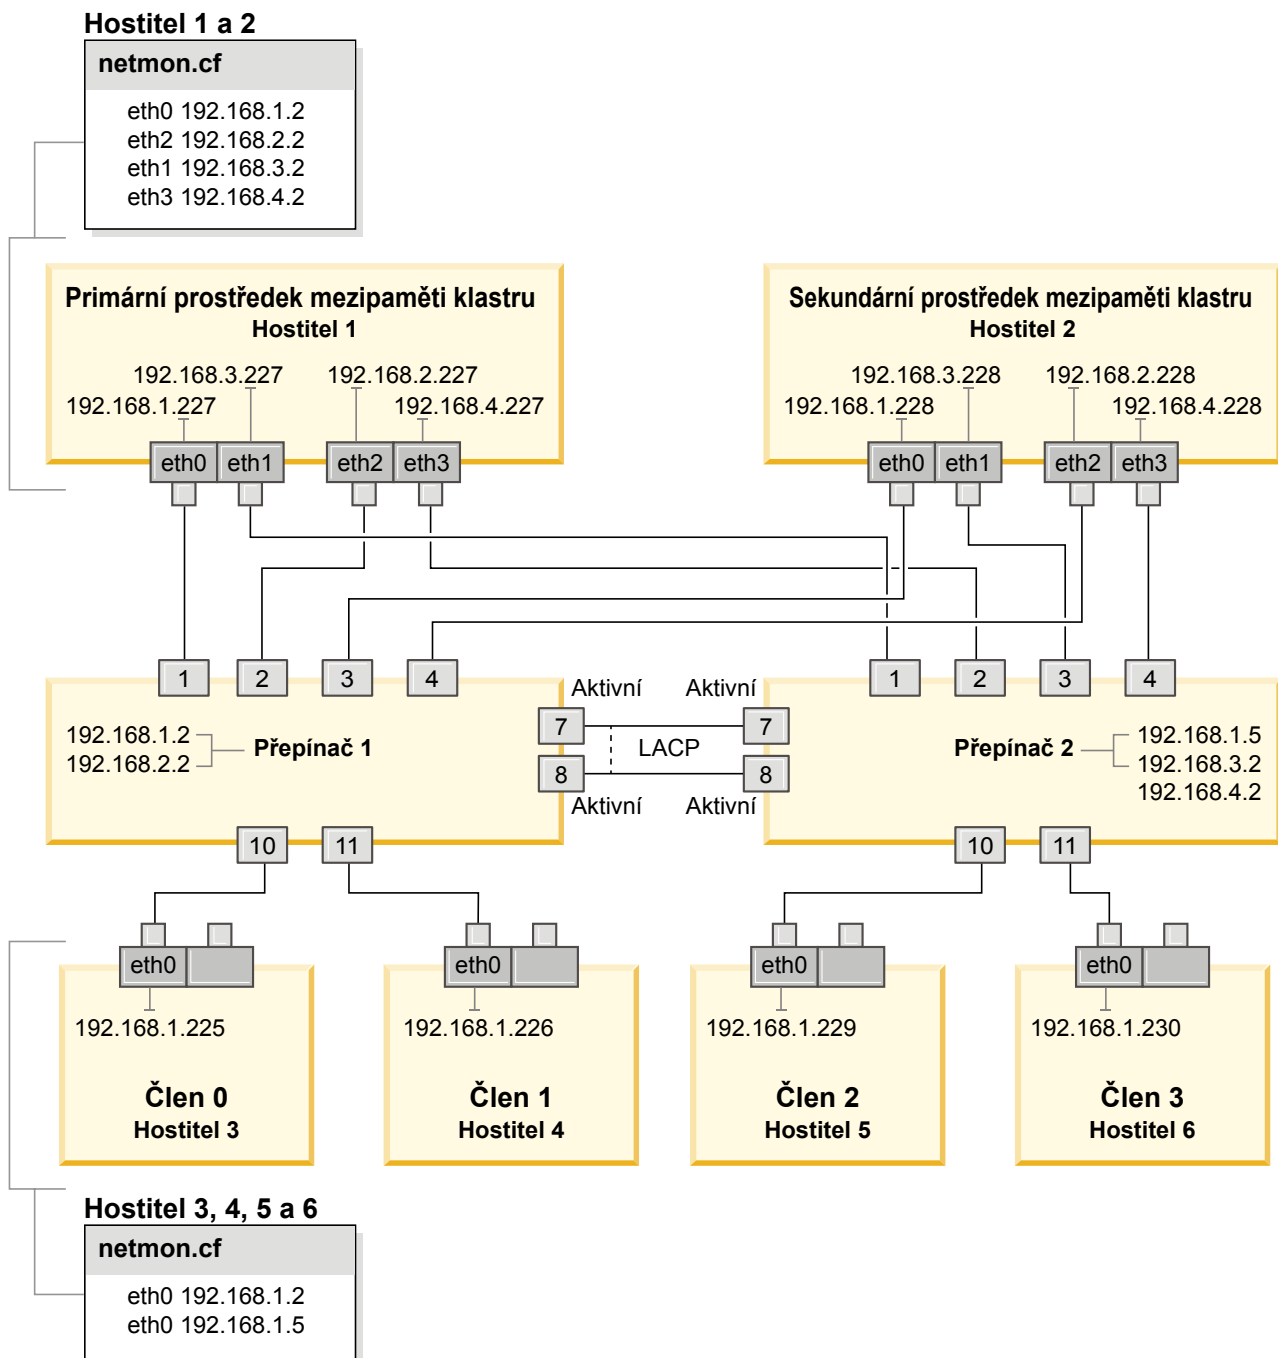 Hostitel 1 a 2
netmon.cf
eth0 192.168.1.2
eth2 192.168.2.2
eth1 192.168.3.2
eth3 192.168.4.2
Primární prostředek mezipaměti klastru
Hostitel 1
192.168.3.227 192.168.2.227
192.168.1.227 192.168.4.227
eth0 eth1 eth2 eth3
Sekundární prostředek mezipaměti klastru
Hostitel 2
192.168.3.228 192.168.2.228
192.168.1.228 192.168.4.228
eth0 eth1 eth2 eth3
1 2 3 4
1 2 3 4
Aktivní Aktivní
7 7
LACP
8 8
Aktivní Aktivní
192.168.1.2
192.168.2.2
Přepínač 1
Přepínač 2
192.168.1.5
192.168.3.2
192.168.4.2
10 11
10 11
eth0
192.168.1.225
Člen 0
Hostitel 3
eth0
192.168.1.226
Člen 1
Hostitel 4
eth0
192.168.1.229
Člen 2
Hostitel 5
eth0
192.168.1.230
Člen 3
Hostitel 6
Hostitel 3, 4, 5 a 6
netmon.cf
eth0 192.168.1.2
eth0 192.168.1.5